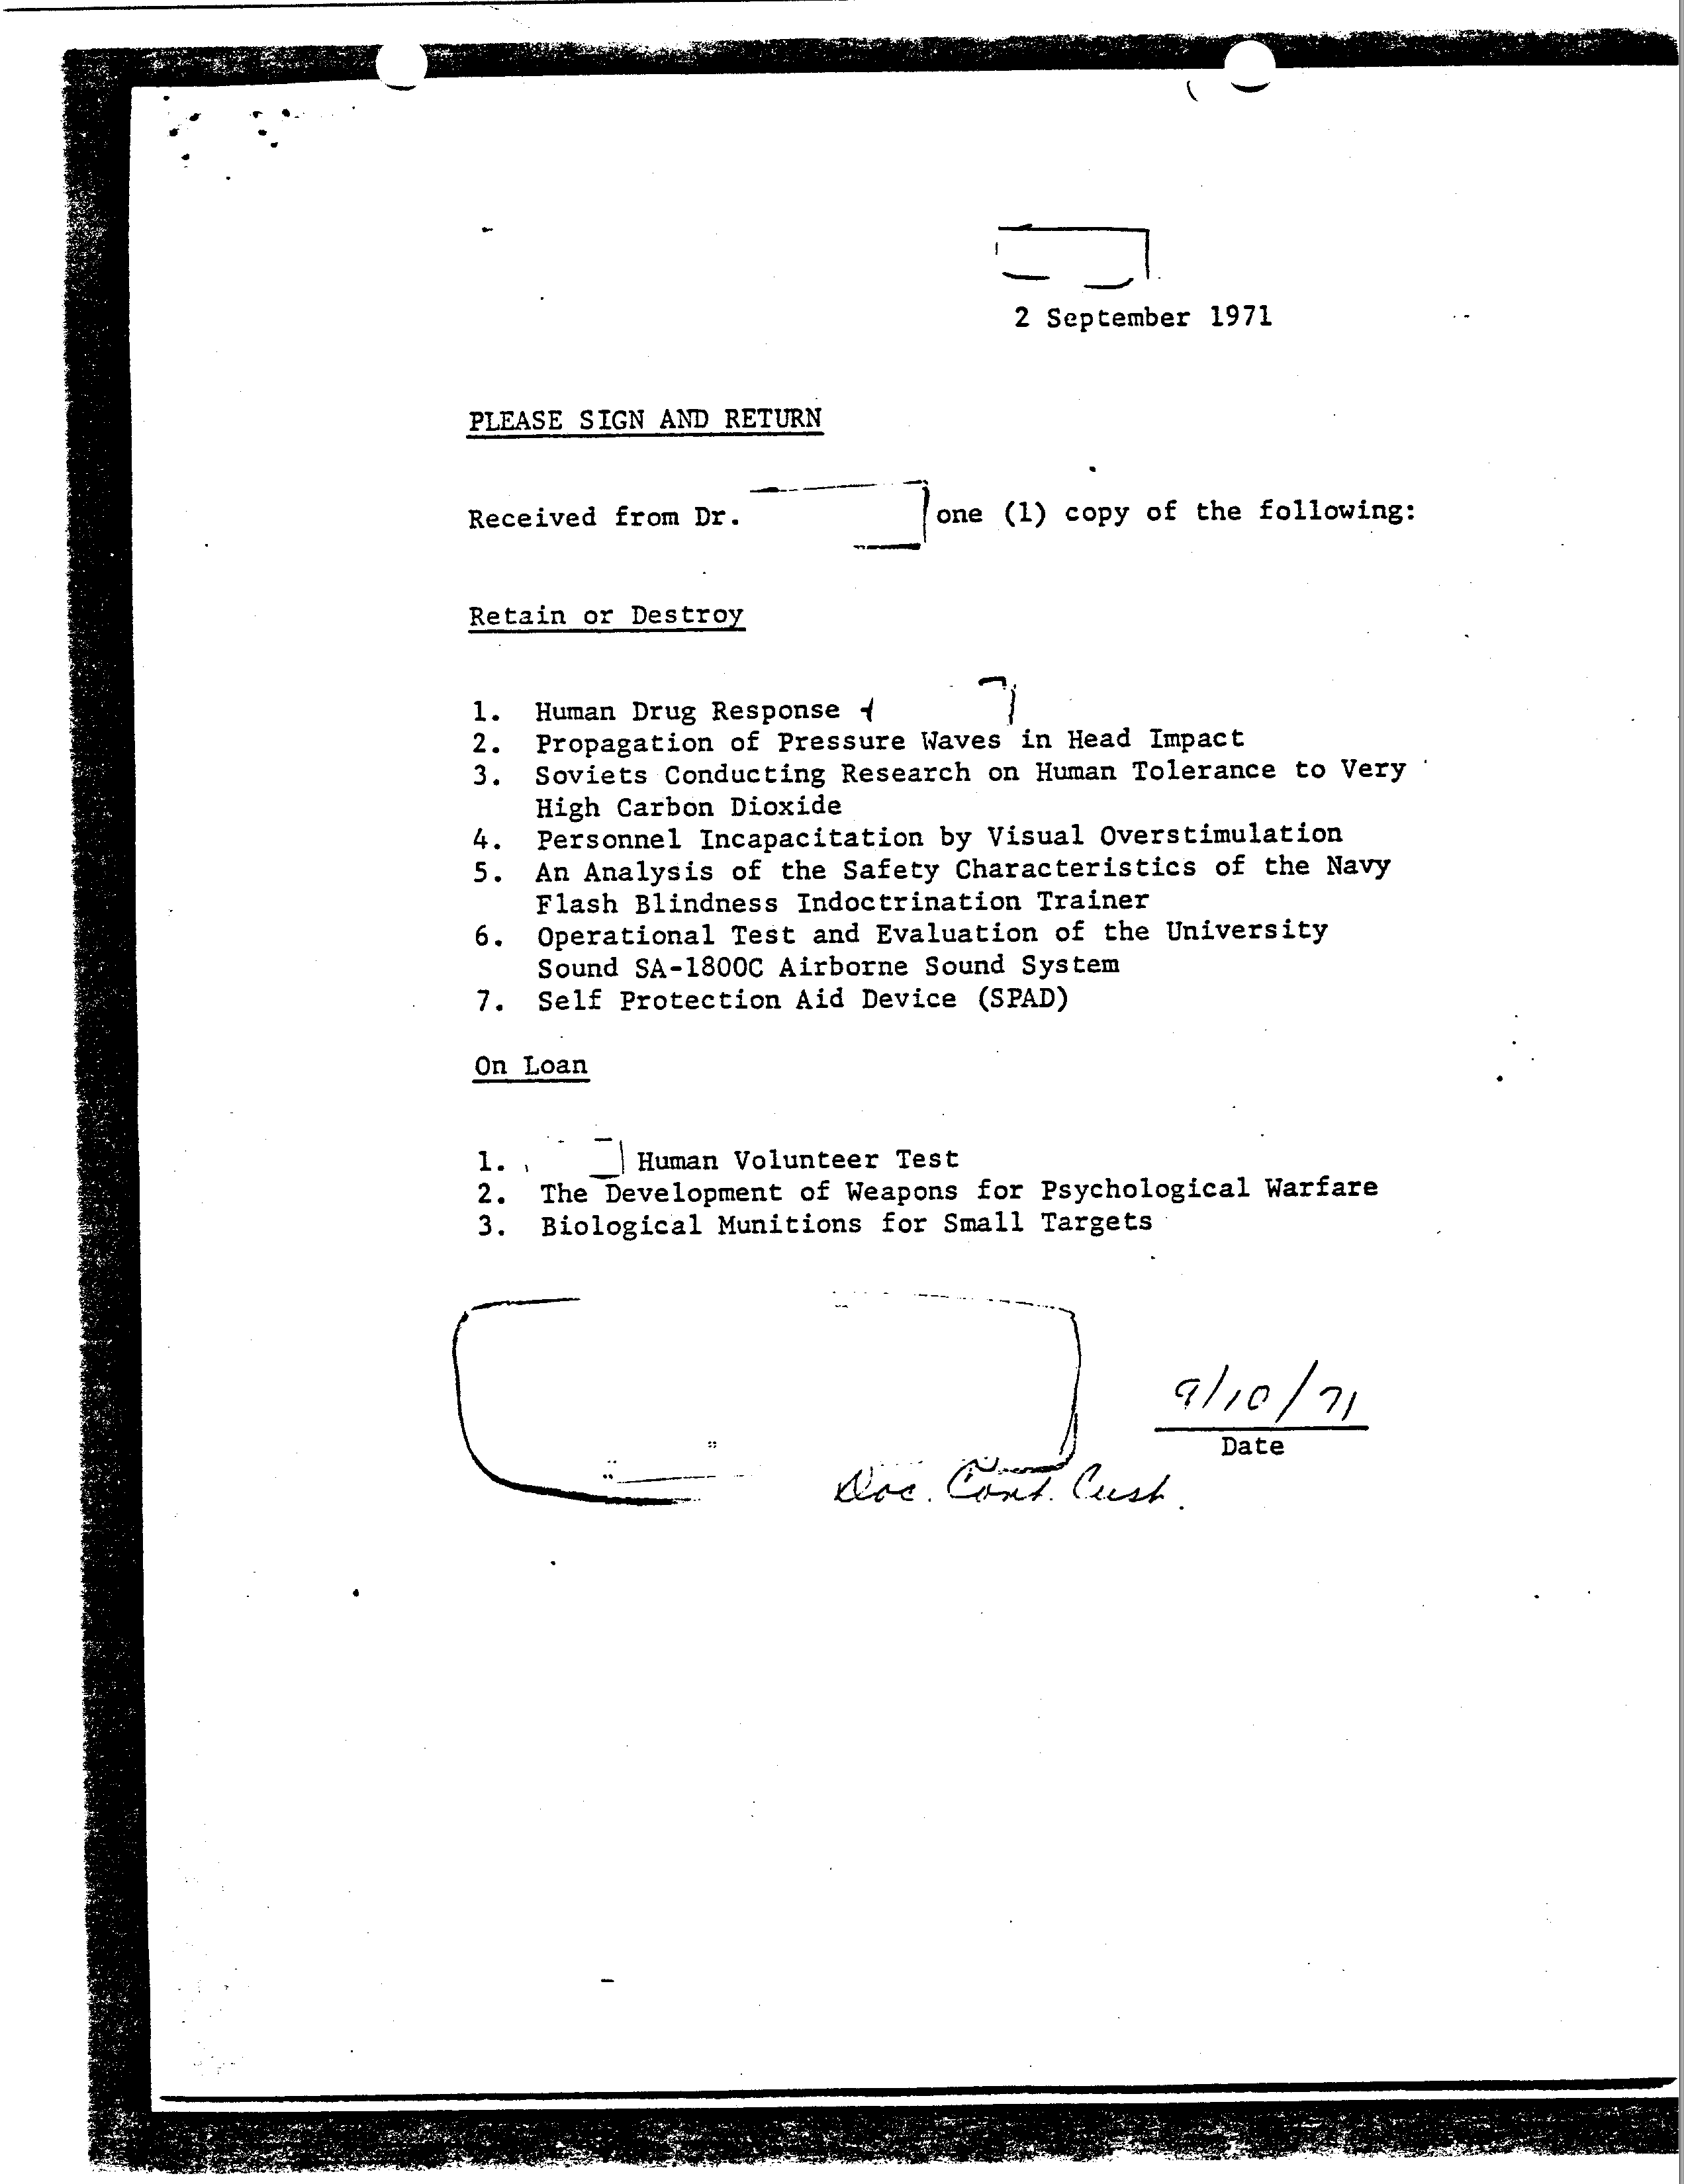 2 September 1971
PLEASE SIGN AND RETURN
Received from Dr. one (1) copy of the following:
Retain or Destroy
1. Human Drug Response
2. Propagation of Pressure Waves in Head Impact
3. Soviets Conducting Research on Human Tolerance to Very
High Carbon Dioxide
4. Personnel Incapacitation by Visual Overstimulation
5. An Analysis of the Safety Characteristics of the Navy
Flash Blindness Indoctrination Trainer
6. Operational Test and Evaluation of the University
Sound SA-1800C Airborne Sound System
7. Self Protection Aid Device (SPAD)
On Loan
1. Human Volunteer Test
2. The Development of Weapons for Psychological Warfare
3. Biological Munitions for Small Targets
9/10/71
Date
Doc. Cont. Cust.